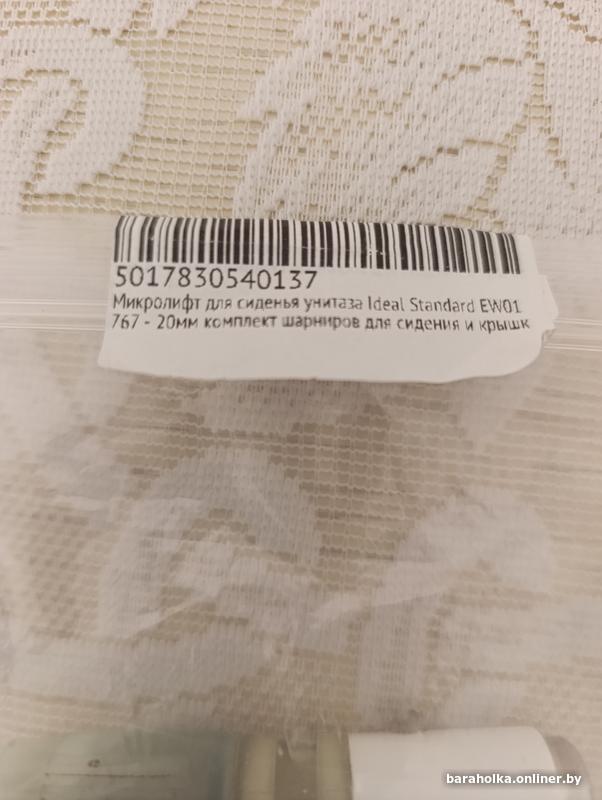 5017830540137
Микролифт для сиденья унитаза Ideal Standard EW01
767 - 20мм комплект шарниров для сидения и крышк
baraholka.onliner.by